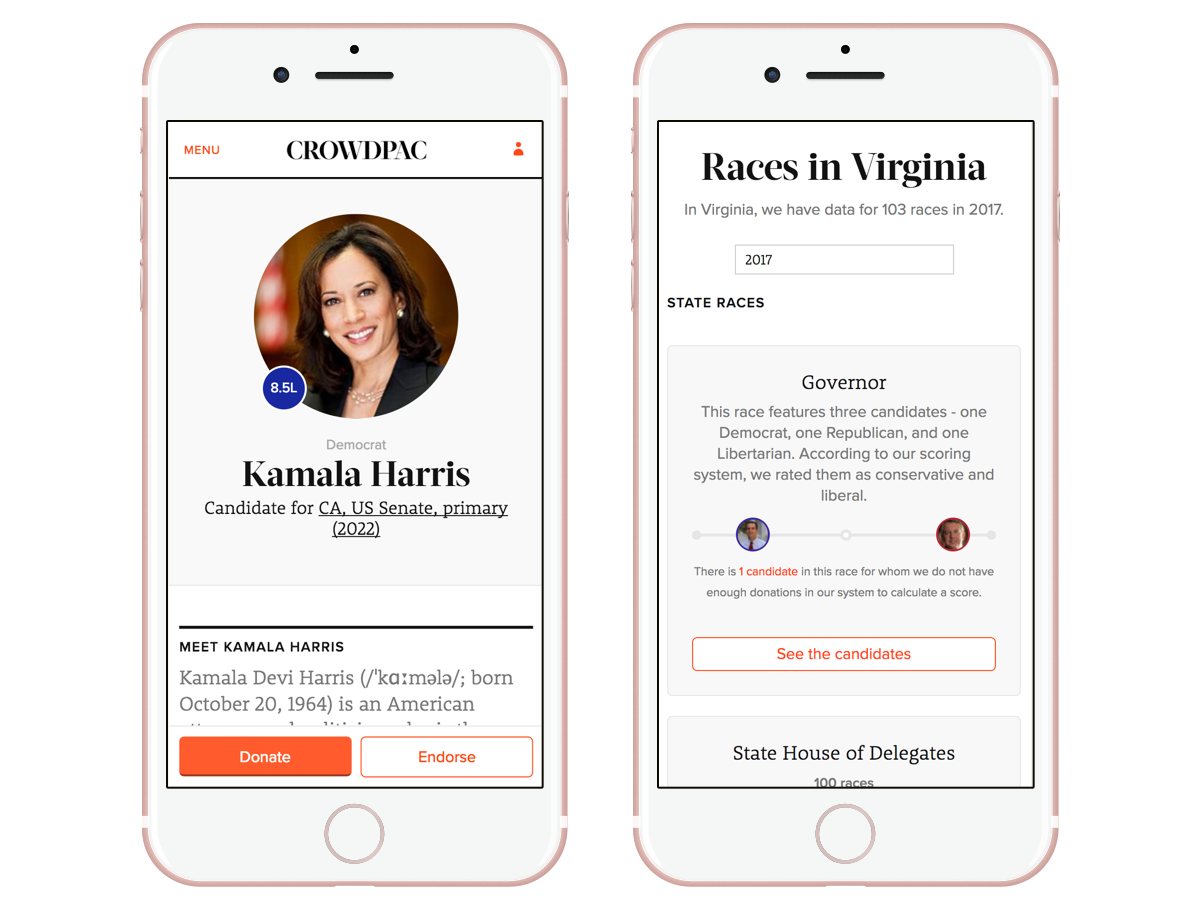 MENU
CROWDPAC
8.5L
Democrat
Kamala Harris
Candidate for CA, US Senate, primary
(2022)
MEET KAMALA HARRIS
Kamala Devi Harris (/ˈkɑːmələ/; born
October 20, 1964) is an American
Donate
Endorse
Races in Virginia
In Virginia, we have data for 103 races in 2017.
2017
STATE RACES
Governor
This race features three candidates - one
Democrat, one Republican, and one
Libertarian. According to our scoring
system, we rated them as conservative and
liberal.
There is 1 candidate in this race for whom we do not have
enough donations in our system to calculate a score.
See the candidates
State House of Delegates
100 races